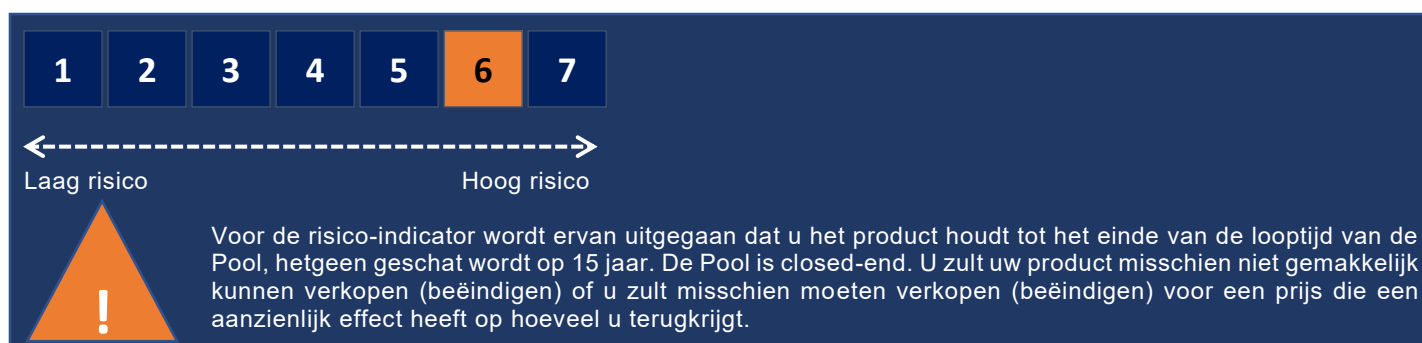 1 2 3 4 5 6 7
Laag risico Hoog risico
Voor de risico-indicator wordt ervan uitgegaan dat u het product houdt tot het einde van de looptijd van de
Pool, hetgeen geschat wordt op 15 jaar. De Pool is closed-end. U zult uw product misschien niet gemakkelijk
kunnen verkopen (beëindigen) of u zult misschien moeten verkopen (beëindigen) voor een prijs die een
aanzienlijk effect heeft op hoeveel u terugkrijgt.
!